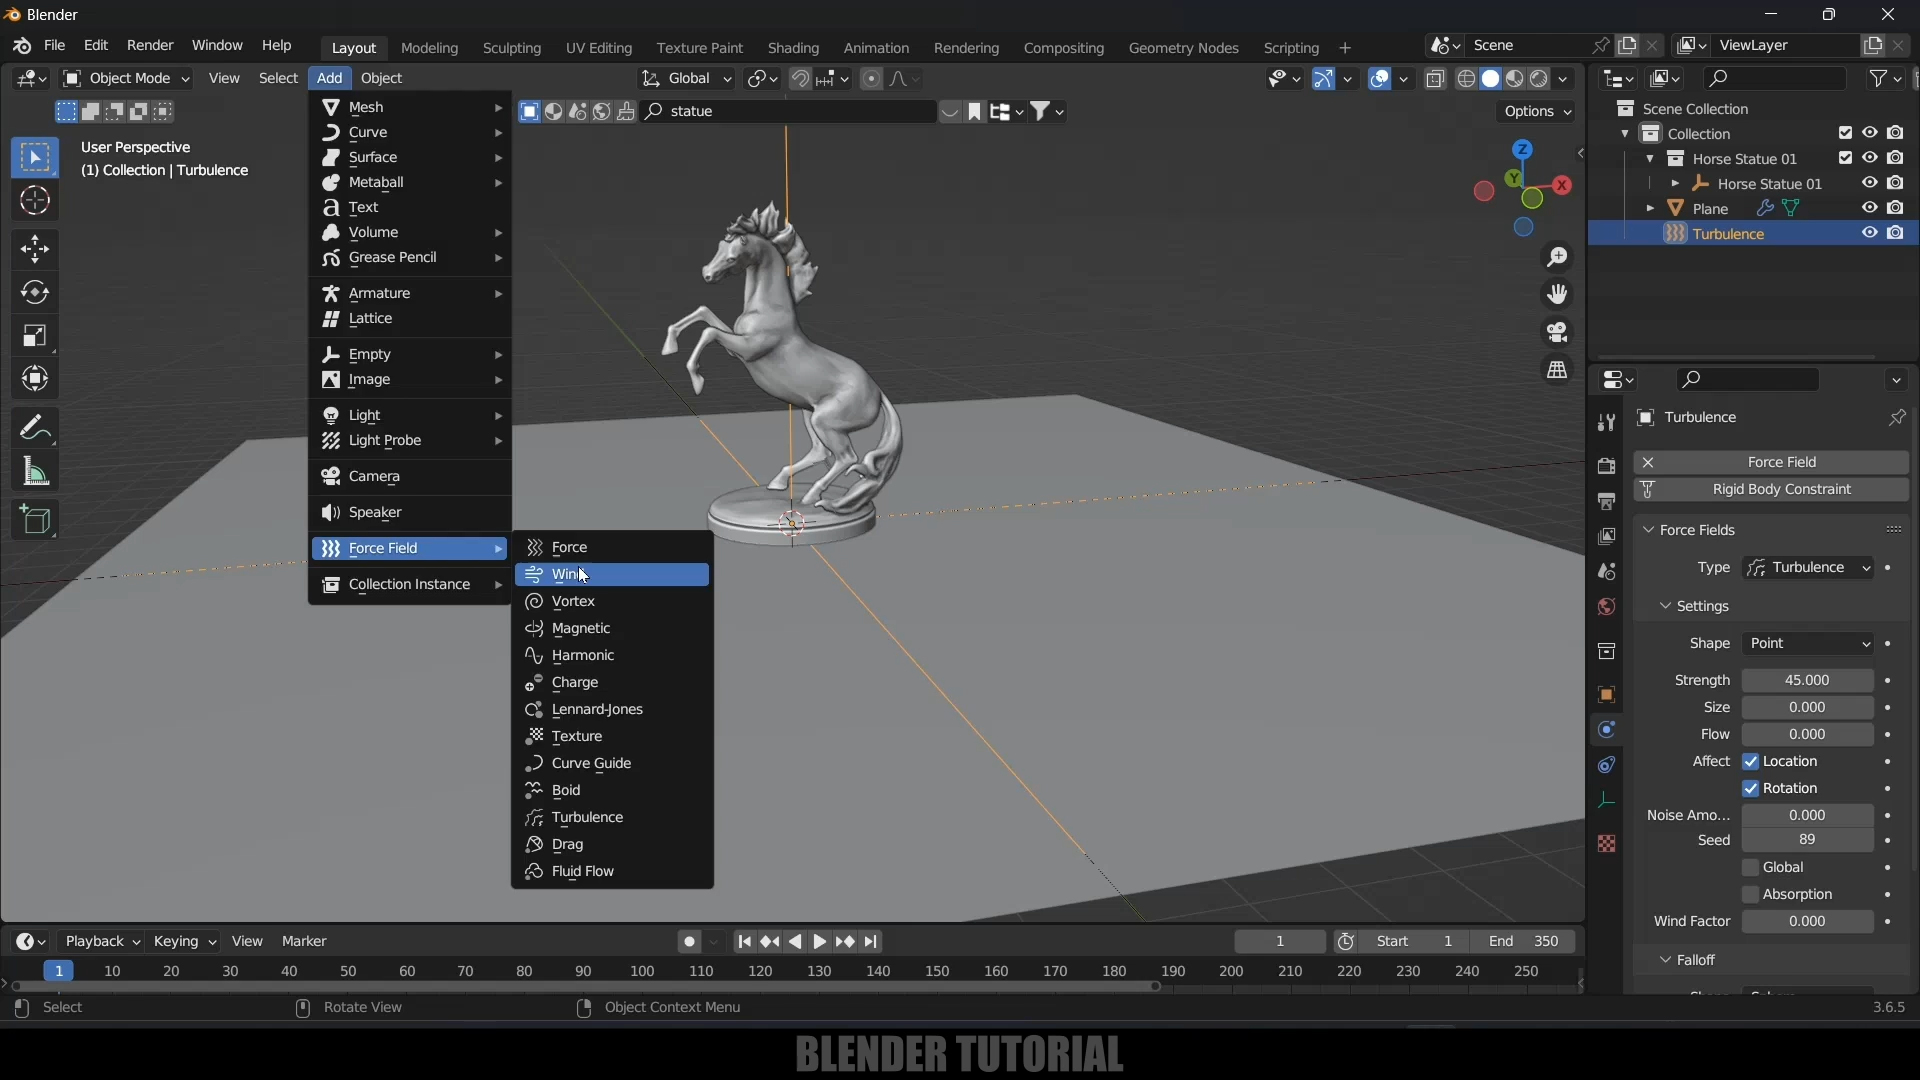 Blender
File Edit Render Window Help Layout Modeling Sculpting UV Editing Texture Paint Shading Animation Rendering Compositing Geometry Nodes Scripting + Scene ViewLayer
Object Mode View Select Add Object Global
statue Options
User Perspective
(1) Collection | Turbulence
Mesh
Curve
Surface
Metaball
Text
Volume
Grease Pencil
Armature
Lattice
Empty
Image
Light
Light Probe
Camera
Speaker
Force Field
Collection Instance
Force
Wind
Vortex
Magnetic
Harmonic
Charge
Lennard-Jones
Texture
Curve Guide
Boid
Turbulence
Drag
Fluid Flow
Z
Y
X
Scene Collection
Collection
Horse Statue 01
Horse Statue 01
Plane
Turbulence
Turbulence
Force Field
Rigid Body Constraint
Force Fields
Type Turbulence
Settings
Shape Point
Strength 45.000
Size 0.000
Flow 0.000
Affect Location
Rotation
Noise Amo... 0.000
Seed 89
Global
Absorption
Wind Factor 0.000
Falloff
Playback Keying View Marker 1 Start 1 End 350
1 10 20 30 40 50 60 70 80 90 100 110 120 130 140 150 160 170 180 190 200 210 220 230 240 250
Select Rotate View Object Context Menu 3.6.5
BLENDER TUTORIAL